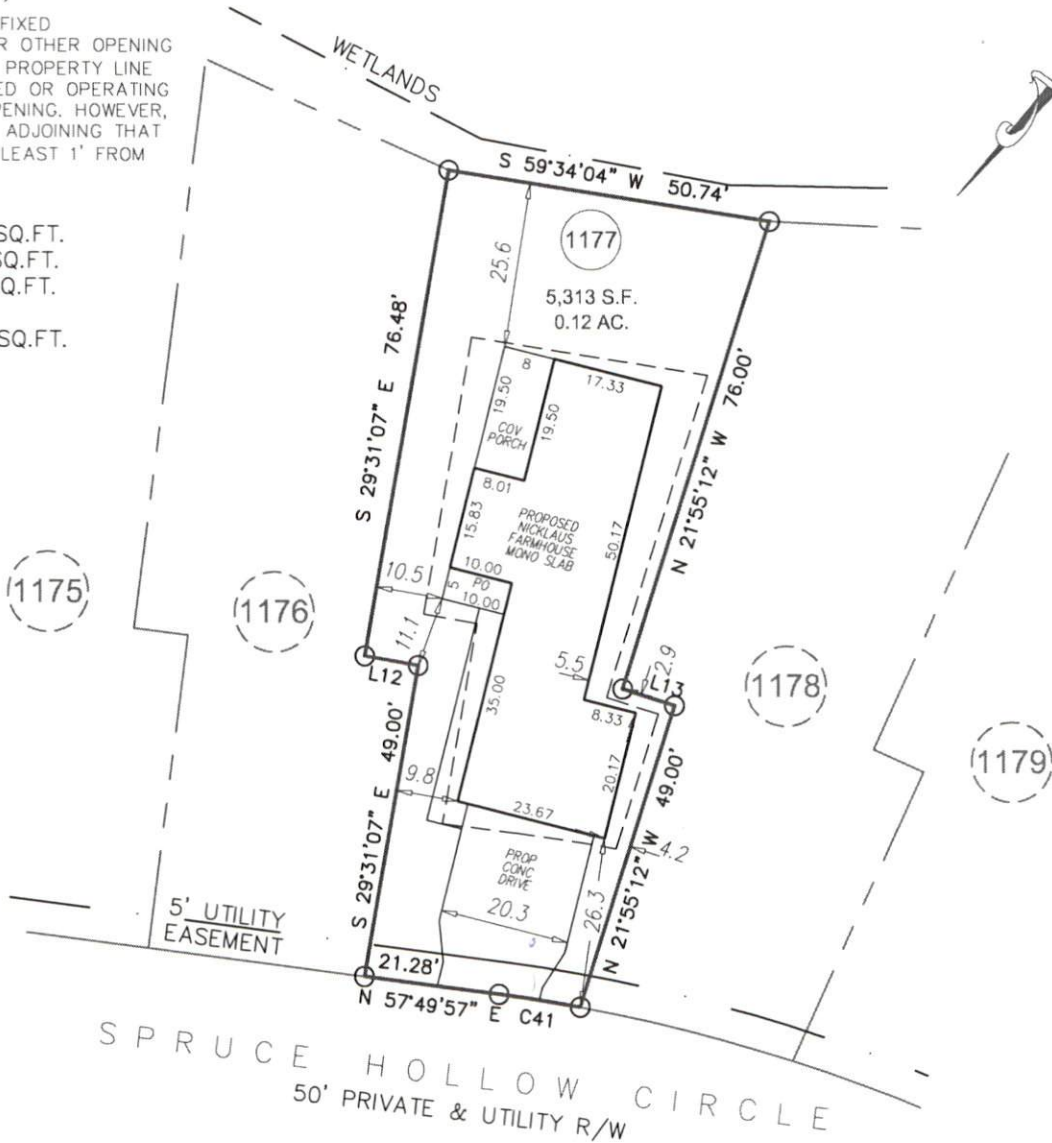 FIXED
R OTHER OPENING
PROPERTY LINE
ED OR OPERATING
PENING. HOWEVER,
ADJOINING THAT
LEAST 1' FROM
SQ.FT.
SQ.FT.
Q.FT.
SQ.FT.
WETLANDS
S 59°34'04" W 50.74'
1177
5,313 S.F.
0.12 AC.
25.6
S 29°31'07" E 76.48'
N 21°55'12" W 76.00'
8
17.33
19.50
19.50
COV
PORCH
8.01
15.83
PROPOSED
NICKLAUS
FARMHOUSE
MONO SLAB
50.17
10.00
PO
10.00
5
10.5
11.1
1175
1176
L12
5.5
L13
2.9
8.33
1178
1179
35.00
20.17
S 29°31'07" E 49.00'
N 21°55'12" W 49.00'
9.8
23.67
4.2
PROP
CONC
DRIVE
20.3
26.3
5' UTILITY
EASEMENT
21.28'
N 57°49'57" E C41
SPRUCE HOLLOW CIRCLE
50' PRIVATE & UTILITY R/W